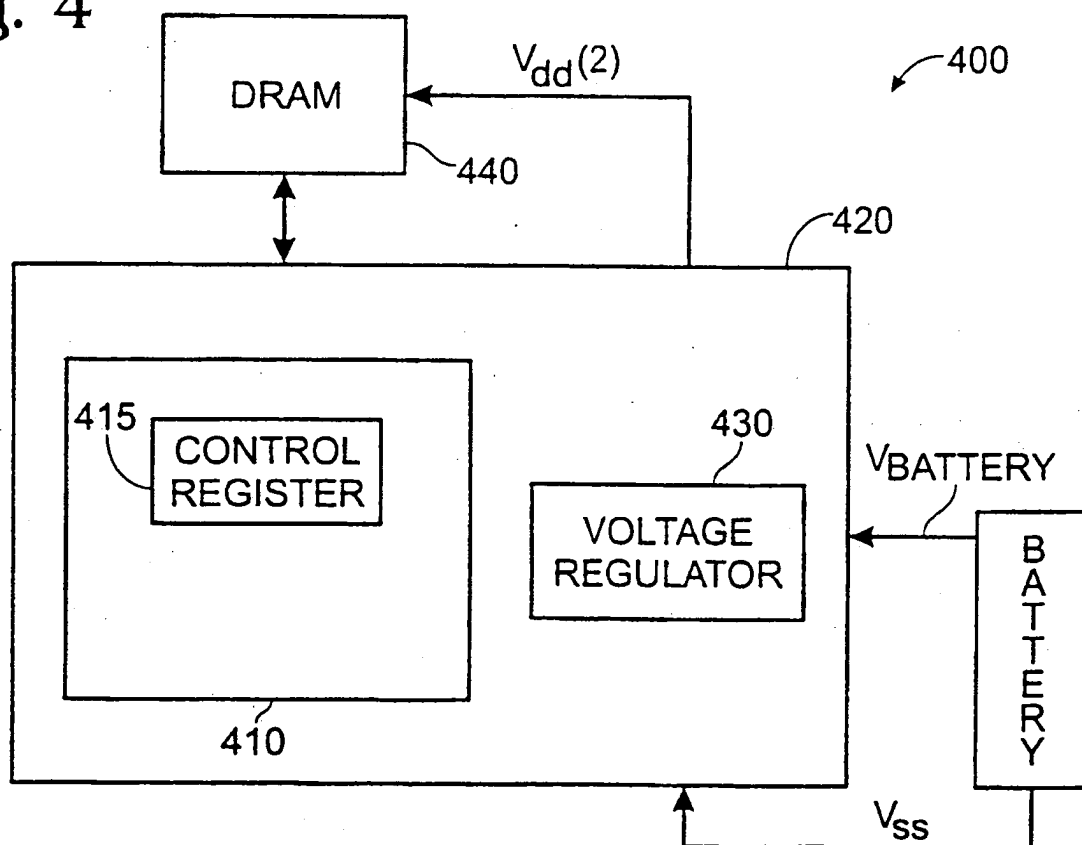 g. 4
DRAM
Vdd(2)
400
440
420
415
CONTROL
REGISTER
430
VOLTAGE
REGULATOR
VBATTERY
BATTERY
410
Vss